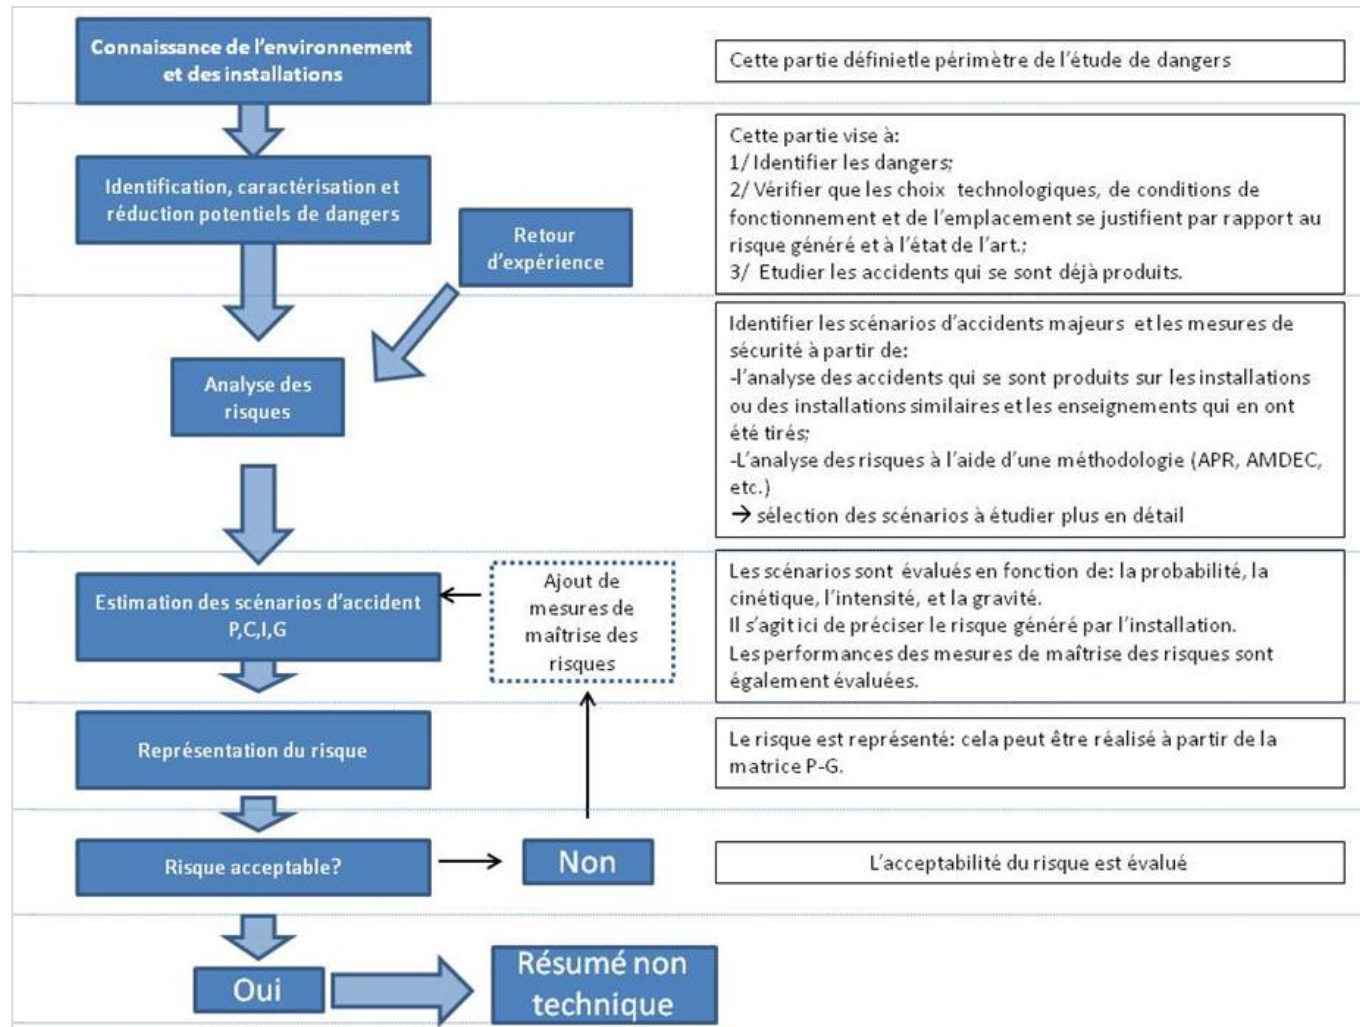 Connaissance de l'environnement
et des installations
Cette partie définietle périmètre de l'étude de dangers
Identification, caractérisation et
réduction potentiels de dangers
Cette partie vise à:
1/ Identifier les dangers;
2/ Vérifier que les choix technologiques, de conditions de
fonctionnement et de l'emplacement se justifient par rapport au
risque généré et à l'état de l'art.;
3/ Etudier les accidents qui se sont déjà produits.
Retour
d'expérience
Analyse des
risques
Identifier les scénarios d'accidents majeurs et les mesures de
sécurité à partir de:
-l'analyse des accidents qui se sont produits sur les installations
ou des installations similaires et les enseignements qui en ont
été tirés;
-L'analyse des risques à l'aide d'une méthodologie (APR, AMDEC,
etc.)
→ sélection des scénarios à étudier plus en détail
Estimation des scénarios d'accident
P,C,I,G
Ajout de
mesures de
maîtrise des
risques
Les scénarios sont évalués en fonction de: la probabilité, la
cinétique, l'intensité, et la gravité.
Il s'agit ici de préciser le risque généré par l'installation.
Les performances des mesures de maîtrise des risques sont
également évaluées.
Représentation du risque
Le risque est représenté: cela peut être réalisé à partir de la
matrice P-G.
Risque acceptable?
Non
L'acceptabilité du risque est évalué
Oui
Résumé non
technique